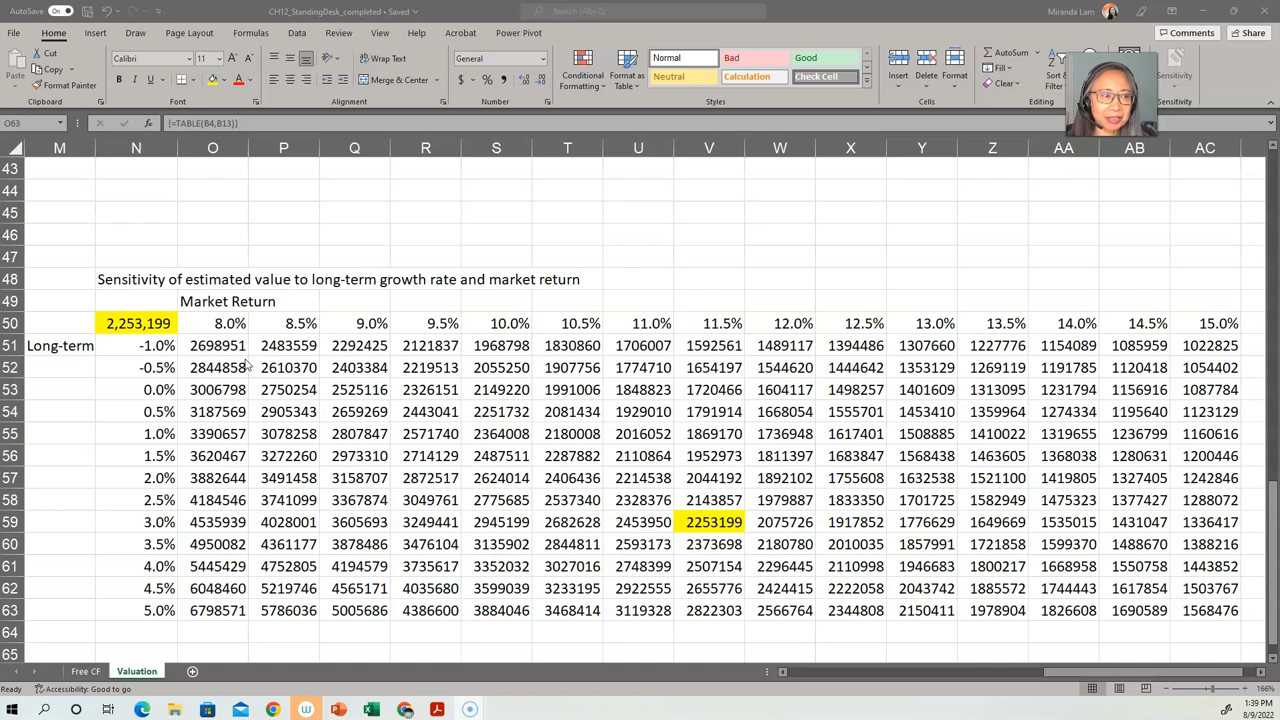 AutoSave On CH12_StandingDesk_completed • Saved Search (Alt+Q) Miranda Lam
File Home Insert Draw Page Layout Formulas Data Review View Help Acrobat Power Pivot Comments Share
Paste Cut Calibri 11 Wrap Text General Normal Bad Good AutoSum
Copy Conditional Format as Neutral Calculation Check Cell Insert Delete Format Fill Sort & Sensitivity
Format Painter B I U Merge & Center $ % Formatting Table Clear Filter
Clipboard Font Alignment Number Styles Cells Editing Sensitivity
O63 fx {=TABLE(B4,B13)}
M N O P Q R S T U V W X Y Z AA AB AC
43
44
45
46
47
48 Sensitivity of estimated value to long-term growth rate and market return
49 Market Return
50 2,253,199 8.0% 8.5% 9.0% 9.5% 10.0% 10.5% 11.0% 11.5% 12.0% 12.5% 13.0% 13.5% 14.0% 14.5% 15.0%
51 Long-term -1.0% 2698951 2483559 2292425 2121837 1968798 1830860 1706007 1592561 1489117 1394486 1307660 1227776 1154089 1085959 1022825
52 -0.5% 2844858 2610370 2403384 2219513 2055250 1907756 1774710 1654197 1544620 1444642 1353129 1269119 1191785 1120418 1054402
53 0.0% 3006798 2750254 2525116 2326151 2149220 1991006 1848823 1720466 1604117 1498257 1401609 1313095 1231794 1156916 1087784
54 0.5% 3187569 2905343 2659269 2443041 2251732 2081434 1929010 1791914 1668054 1555701 1453410 1359964 1274334 1195640 1123129
55 1.0% 3390657 3078258 2807847 2571740 2364008 2180008 2016052 1869170 1736948 1617401 1508885 1410022 1319655 1236799 1160616
56 1.5% 3620467 3272260 2973310 2714129 2487511 2287882 2110864 1952973 1811397 1683847 1568438 1463605 1368038 1280631 1200446
57 2.0% 3882644 3491458 3158707 2872517 2624014 2406436 2214538 2044192 1892102 1755608 1632538 1521100 1419805 1327405 1242846
58 2.5% 4184546 3741099 3367874 3049761 2775685 2537340 2328376 2143857 1979887 1833350 1701725 1582949 1475323 1377427 1288072
59 3.0% 4535939 4028001 3605693 3249441 2945199 2682628 2453950 2253199 2075726 1917852 1776629 1649669 1535015 1431047 1336417
60 3.5% 4950082 4361177 3878486 3476104 3135902 2844811 2593173 2373698 2180780 2010035 1857991 1721858 1599370 1488670 1388216
61 4.0% 5445429 4752805 4194579 3735617 3352032 3027016 2748399 2507154 2296445 2110998 1946683 1800217 1668958 1550758 1443852
62 4.5% 6048460 5219746 4565171 4035680 3599039 3233195 2922555 2655776 2424415 2222058 2043742 1885572 1744443 1617854 1503767
63 5.0% 6798571 5786036 5005686 4386600 3884046 3468414 3119328 2822303 2566764 2344808 2150411 1978904 1826608 1690589 1568476
64
65
Free CF Valuation
Ready Accessibility: Good to go 166%
1:39 PM
8/9/2022